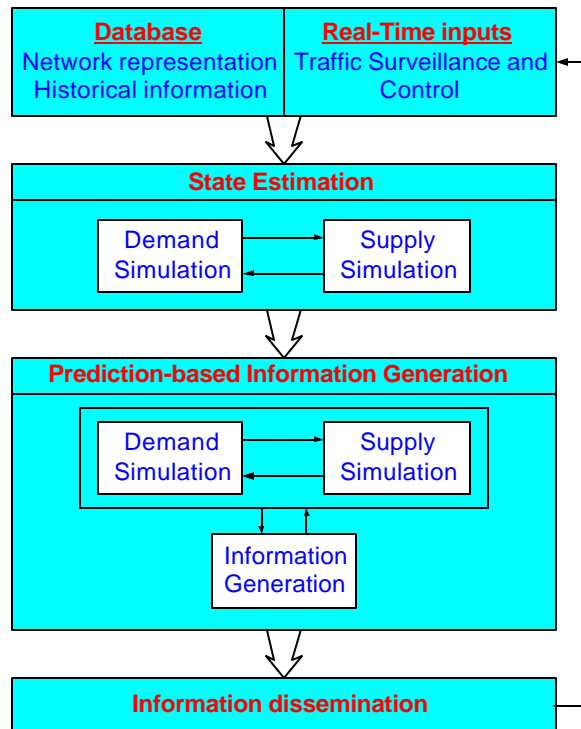 Database
Network representation
Historical information
Real-Time inputs
Traffic Surveillance and
Control
State Estimation
Demand
Simulation
Supply
Simulation
Prediction-based Information Generation
Demand
Simulation
Supply
Simulation
Information
Generation
Information dissemination